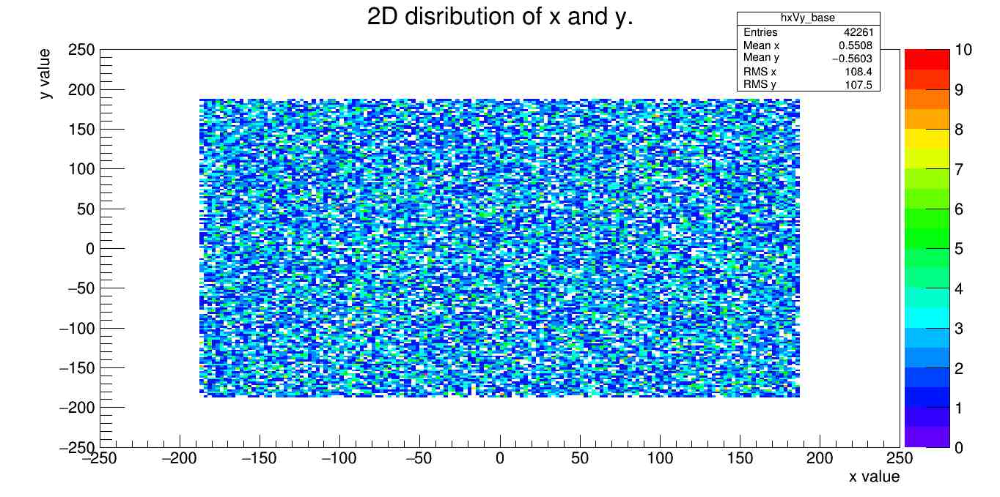 2D disribution of x and y.
hxVy_base
Entries 42261
Mean x 0.5508
Mean y −0.5603
RMS x 108.4
RMS y 107.5
y value
250
200
150
100
50
0
−50
−100
−150
−200
−250
−250 −200 −150 −100 −50 0 50 100 150 200 250
x value
10
9
8
7
6
5
4
3
2
1
0